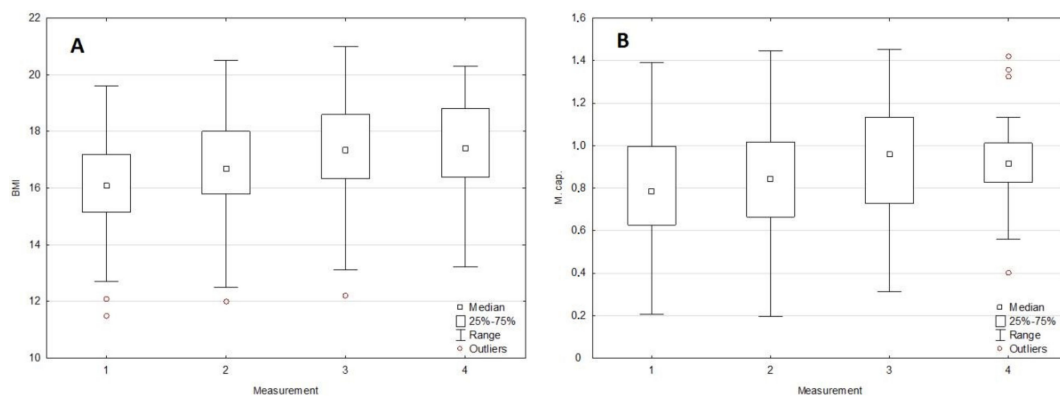 A
BMI
22
20
18
16
14
12
10
1 2 3 4
Measurement
Median
25%-75%
Range
Outliers
B
M. cap.
1.6
1.4
1.2
1.0
0,8
0.6
0.4
0.2
0
1 2 3 4
Measurement
Median
25%-75%
Range
Outliers